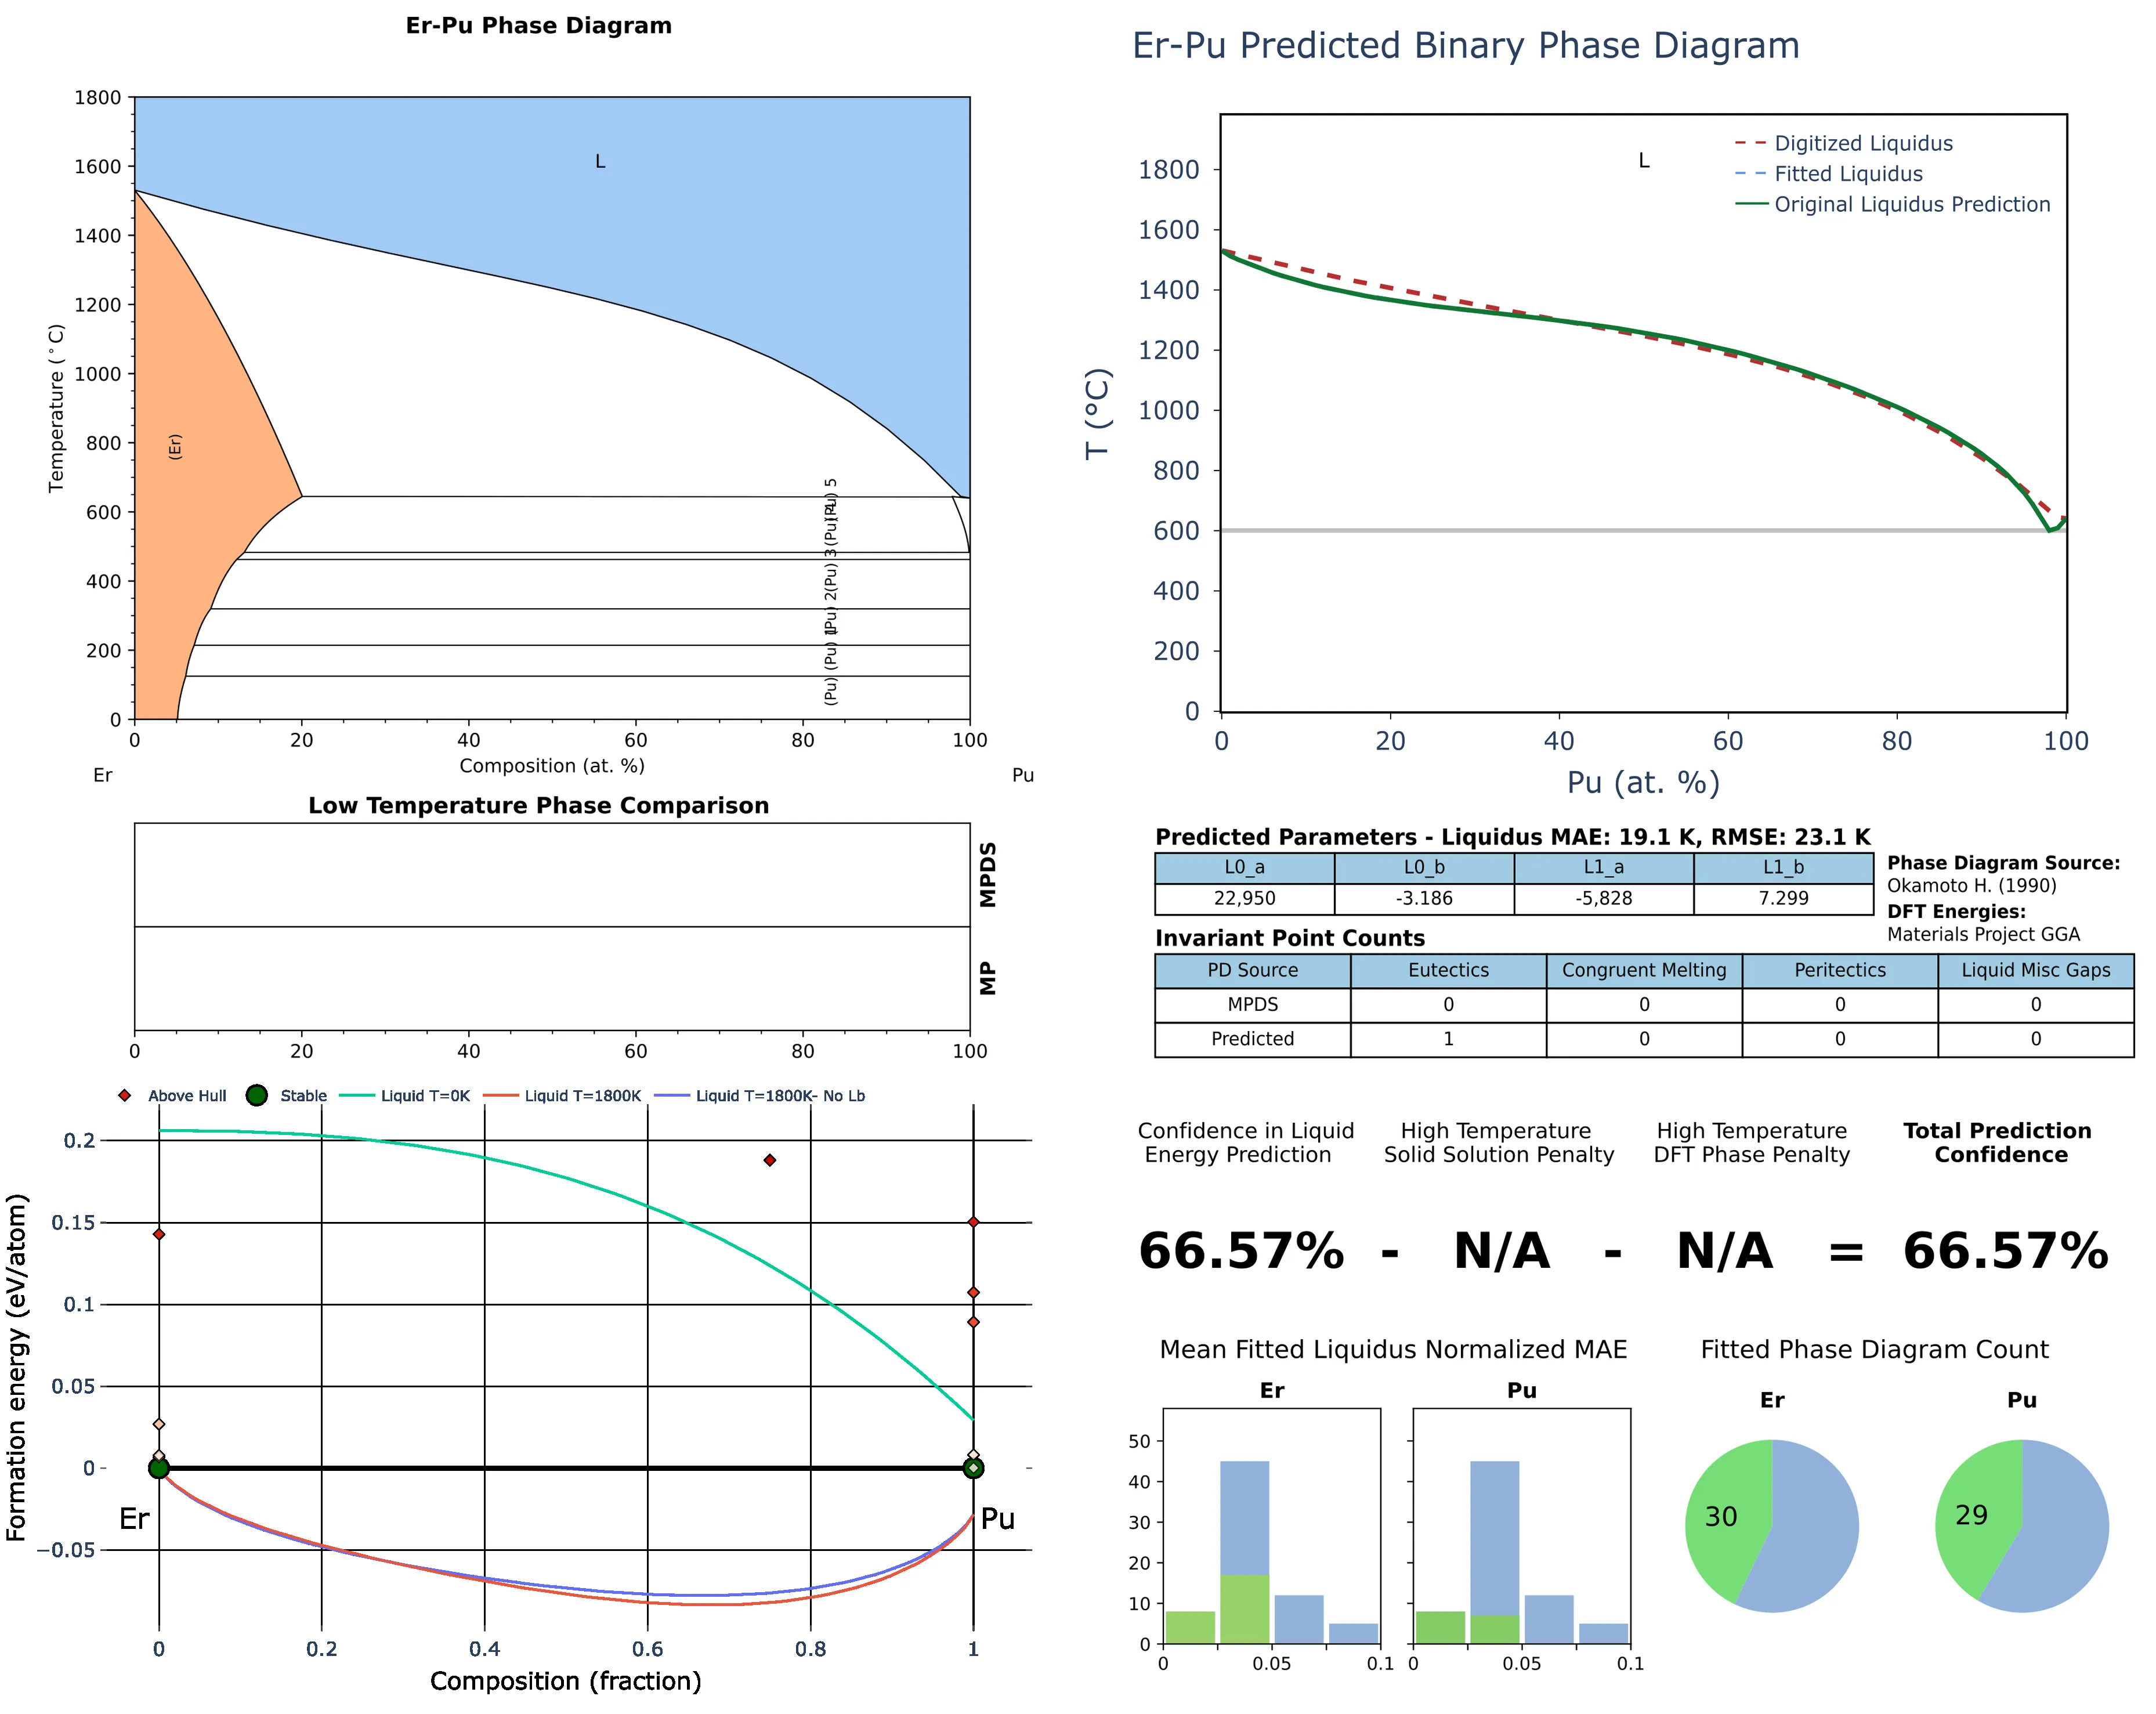 Er-Pu Phase Diagram
1800
1600
1400
1200
1000
800
600
400
200
0
Temperature (°C)
L
(Er)
(Pu) (Pu) 1(Pu) 2(Pu) 3(Pu) 4(Pu) 5
0 20 40 60 80 100
Composition (at. %)
Er
Pu
Low Temperature Phase Comparison
MPDS
MP
0 20 40 60 80 100
Above Hull
Stable
Liquid T=0K
Liquid T=1800K
Liquid T=1800K- No Lb
0.2
0.15
0.1
0.05
0
−0.05
Formation energy (eV/atom)
Er
Pu
0 0.2 0.4 0.6 0.8 1
Composition (fraction)
Er-Pu Predicted Binary Phase Diagram
L
Digitized Liquidus
Fitted Liquidus
Original Liquidus Prediction
1800
1600
1400
1200
1000
800
600
400
200
0
T (°C)
0 20 40 60 80 100
Pu (at. %)
Predicted Parameters - Liquidus MAE: 19.1 K, RMSE: 23.1 K
L0_a L0_b L1_a L1_b
22,950 -3.186 -5,828 7.299
Phase Diagram Source:
Okamoto H. (1990)
DFT Energies:
Materials Project GGA
Invariant Point Counts
PD Source Eutectics Congruent Melting Peritectics Liquid Misc Gaps
MPDS 0 0 0 0
Predicted 1 0 0 0
Confidence in Liquid
Energy Prediction
High Temperature
Solid Solution Penalty
High Temperature
DFT Phase Penalty
Total Prediction
Confidence
66.57% - N/A - N/A = 66.57%
Mean Fitted Liquidus Normalized MAE
Er
Pu
50
40
30
20
10
0
0 0.05 0.1
0 0.05 0.1
Fitted Phase Diagram Count
Er
Pu
30
29